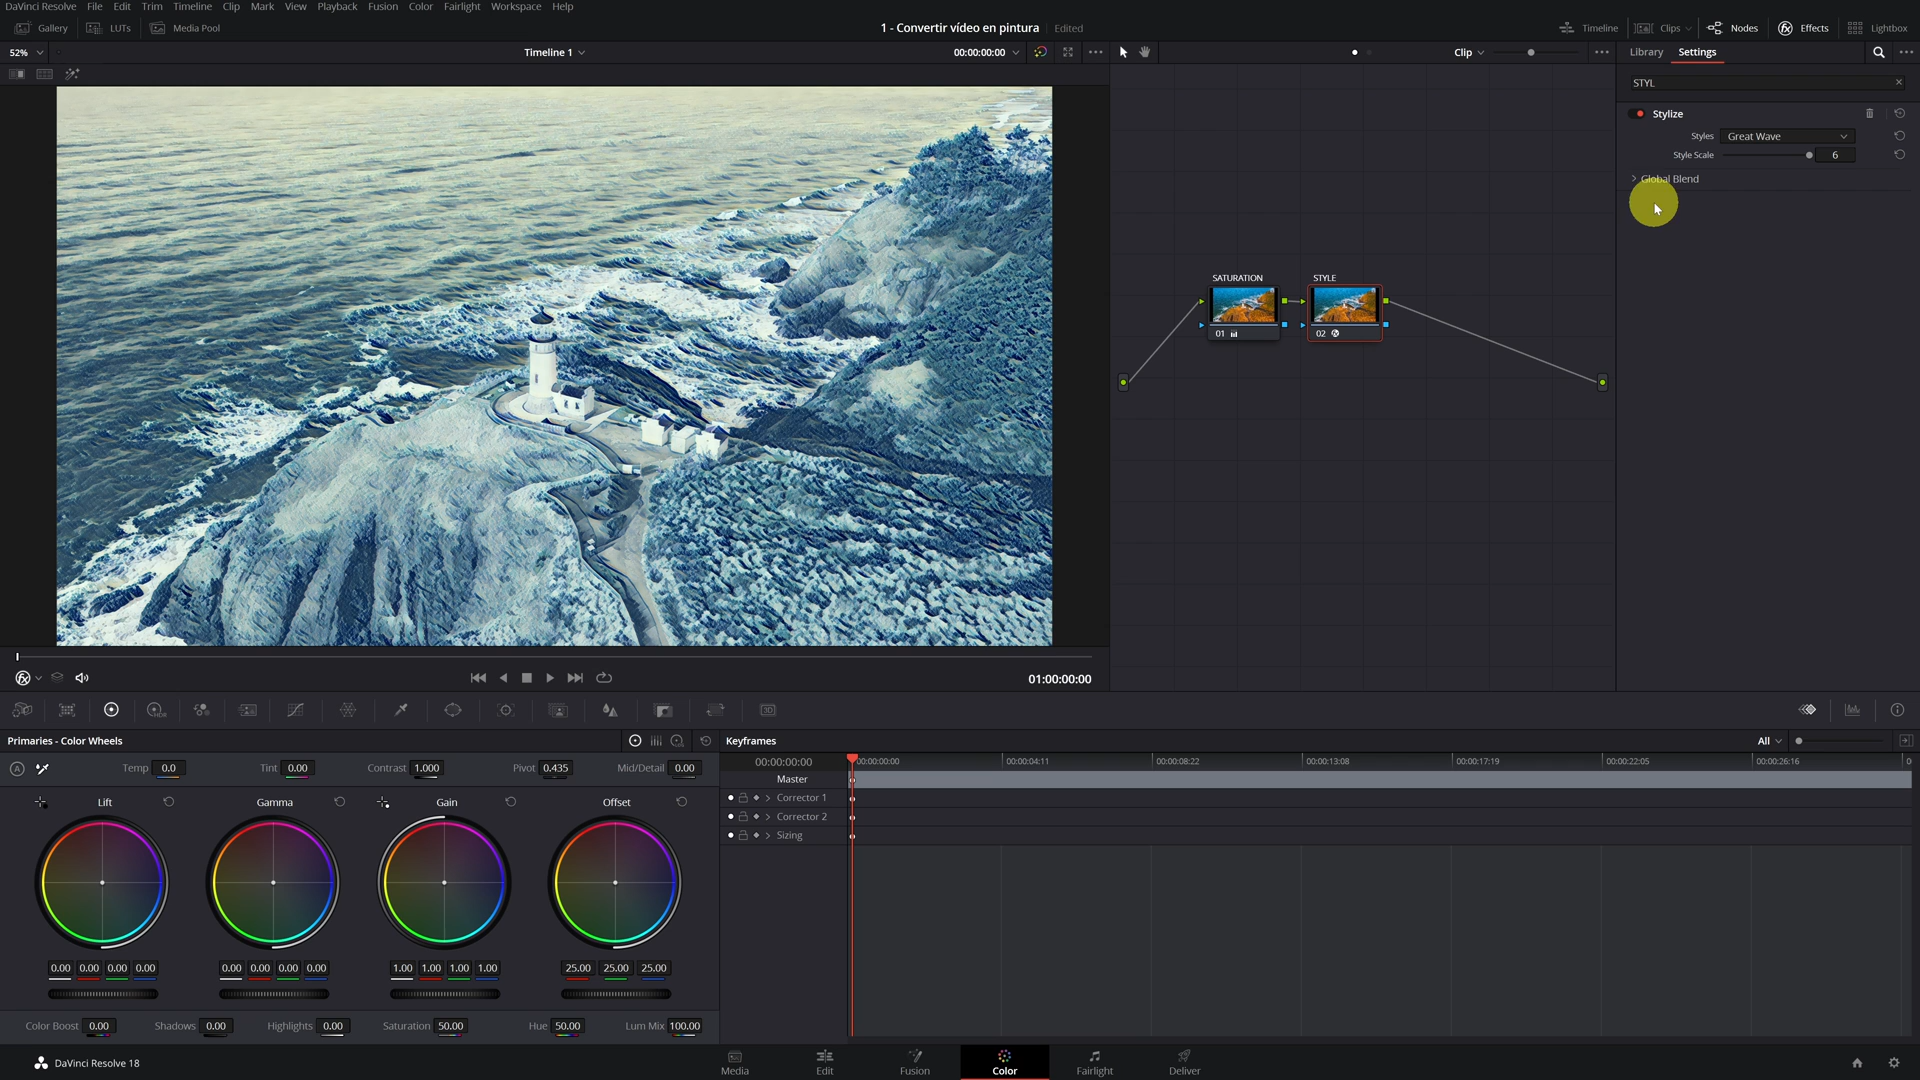 DaVinci Resolve File Edit Trim Timeline Clip Mark View Playback Fusion Color Fairlight Workspace Help
Gallery LUTs Media Pool 1 - Convertir vídeo en pintura Edited Timeline Clips Nodes Effects Lightbox
52% Timeline 1 00:00:00:00 Clip Library Settings
STYL
Stylize
Styles Great Wave
Style Scale 6
Global Blend
SATURATION STYLE
01 02
01:00:00:00
Primaries - Color Wheels Keyframes All
Temp 0.0 Tint 0.00 Contrast 1.000 Pivot 0.435 Mid/Detail 0.00
00:00:00:00 00:00:00:00 00:00:04:11 00:00:08:22 00:00:13:08 00:00:17:19 00:00:22:05 00:00:26:16
Master
Lift Gamma Gain Offset
Corrector 1
Corrector 2
Sizing
0.00 0.00 0.00 0.00 0.00 0.00 0.00 0.00 1.00 1.00 1.00 1.00 25.00 25.00 25.00
Color Boost 0.00 Shadows 0.00 Highlights 0.00 Saturation 50.00 Hue 50.00 Lum Mix 100.00
DaVinci Resolve 18 Media Edit Fusion Color Fairlight Deliver